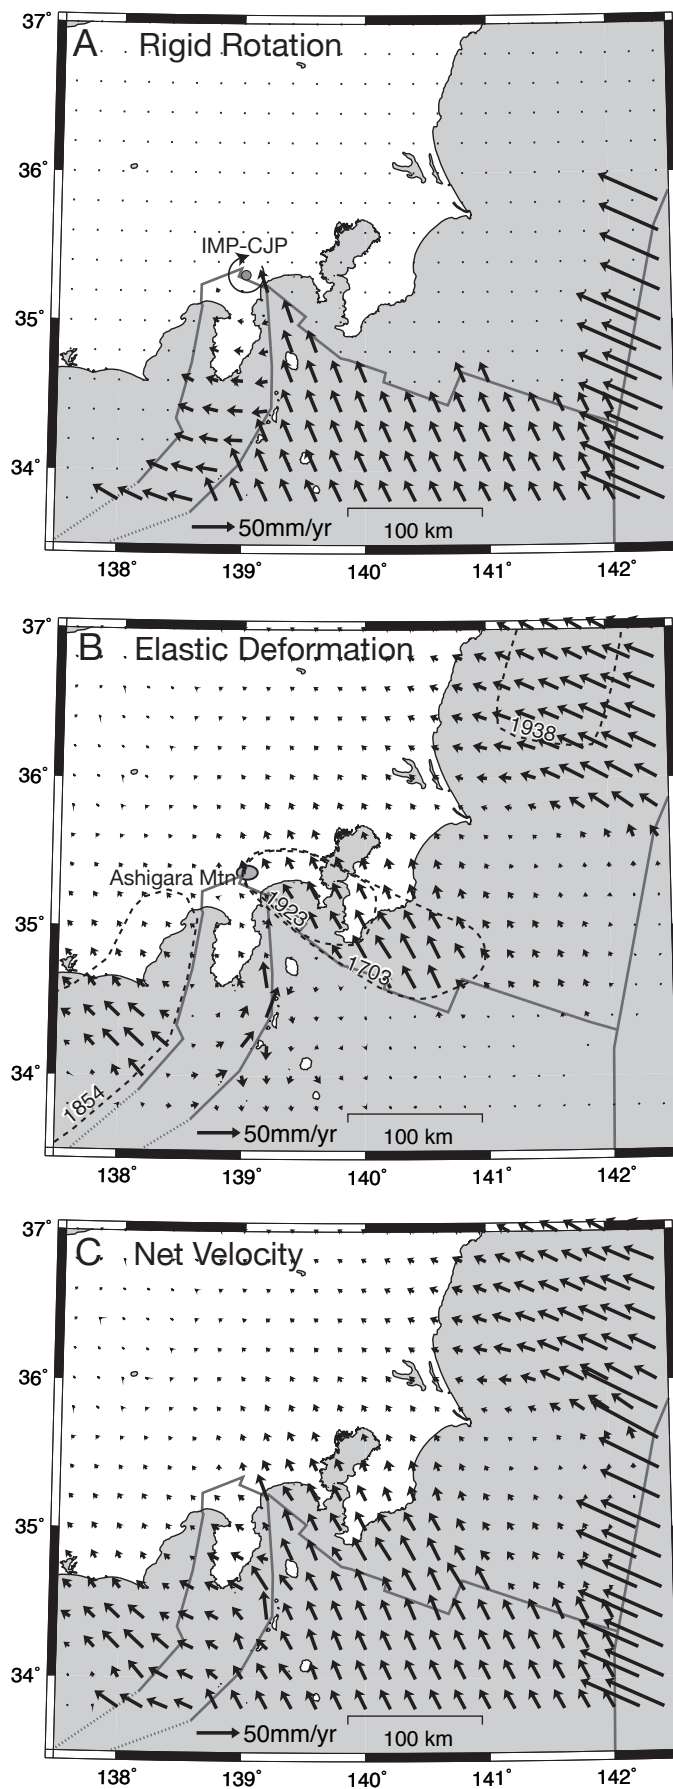 37°
A Rigid Rotation
36°
IMP-CJP
35°
34°
50mm/yr
100 km
138° 139° 140° 141° 142°
37°
B Elastic Deformation
1938
36°
Ashigara Mtn.
1923
35°
1703
34°
1854
50mm/yr
100 km
138° 139° 140° 141° 142°
37°
C Net Velocity
36°
35°
34°
50mm/yr
100 km
138° 139° 140° 141° 142°